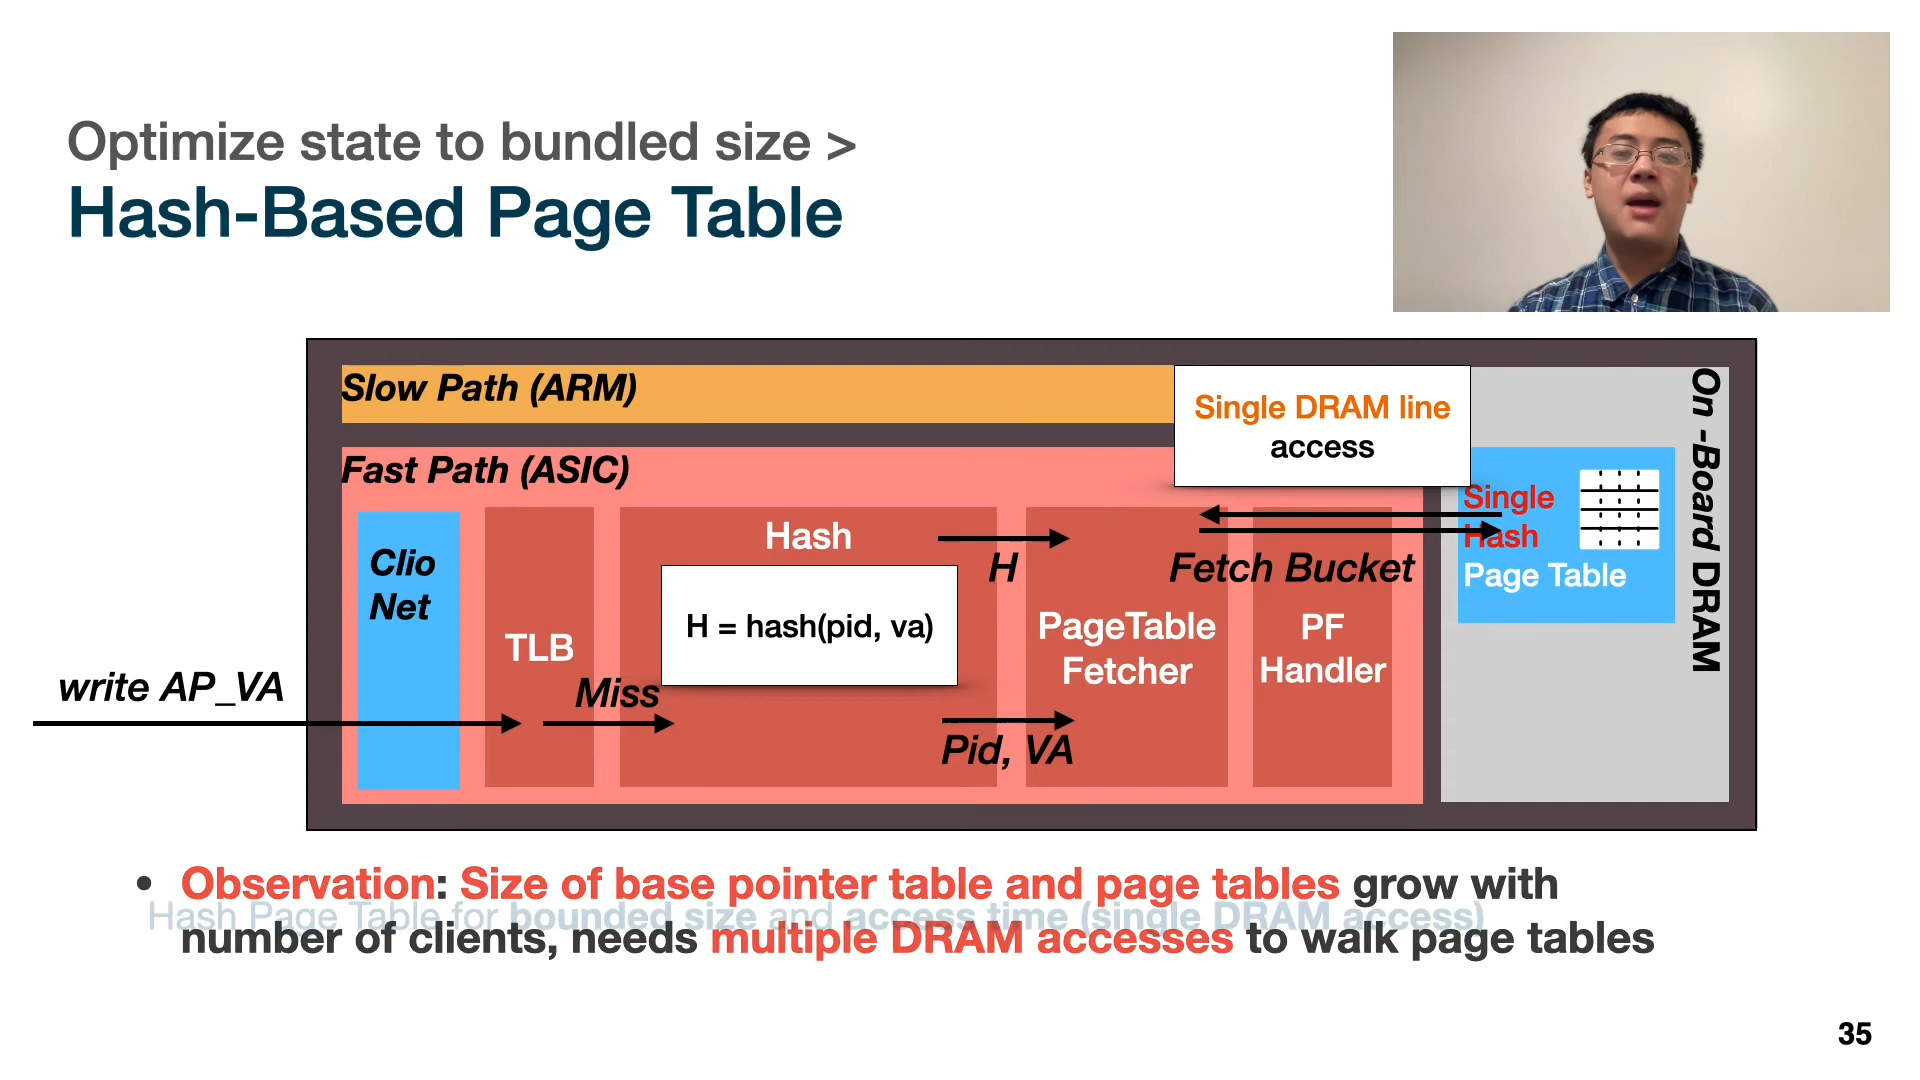 Optimize state to bundled size >
Hash-Based Page Table
Slow Path (ARM)
Single DRAM line
access
On -Board DRAM
Fast Path (ASIC)
Clio
Net
TLB
Hash
H = hash(pid, va)
H
Fetch Bucket
Single
Hash
Page Table
PageTable
Fetcher
PF
Handler
write AP_VA
Miss
Pid, VA
• Observation: Size of base pointer table and page tables grow with
number of clients, needs multiple DRAM accesses to walk page tables
Hash Page Table for bounded size and access time (single DRAM access)
35